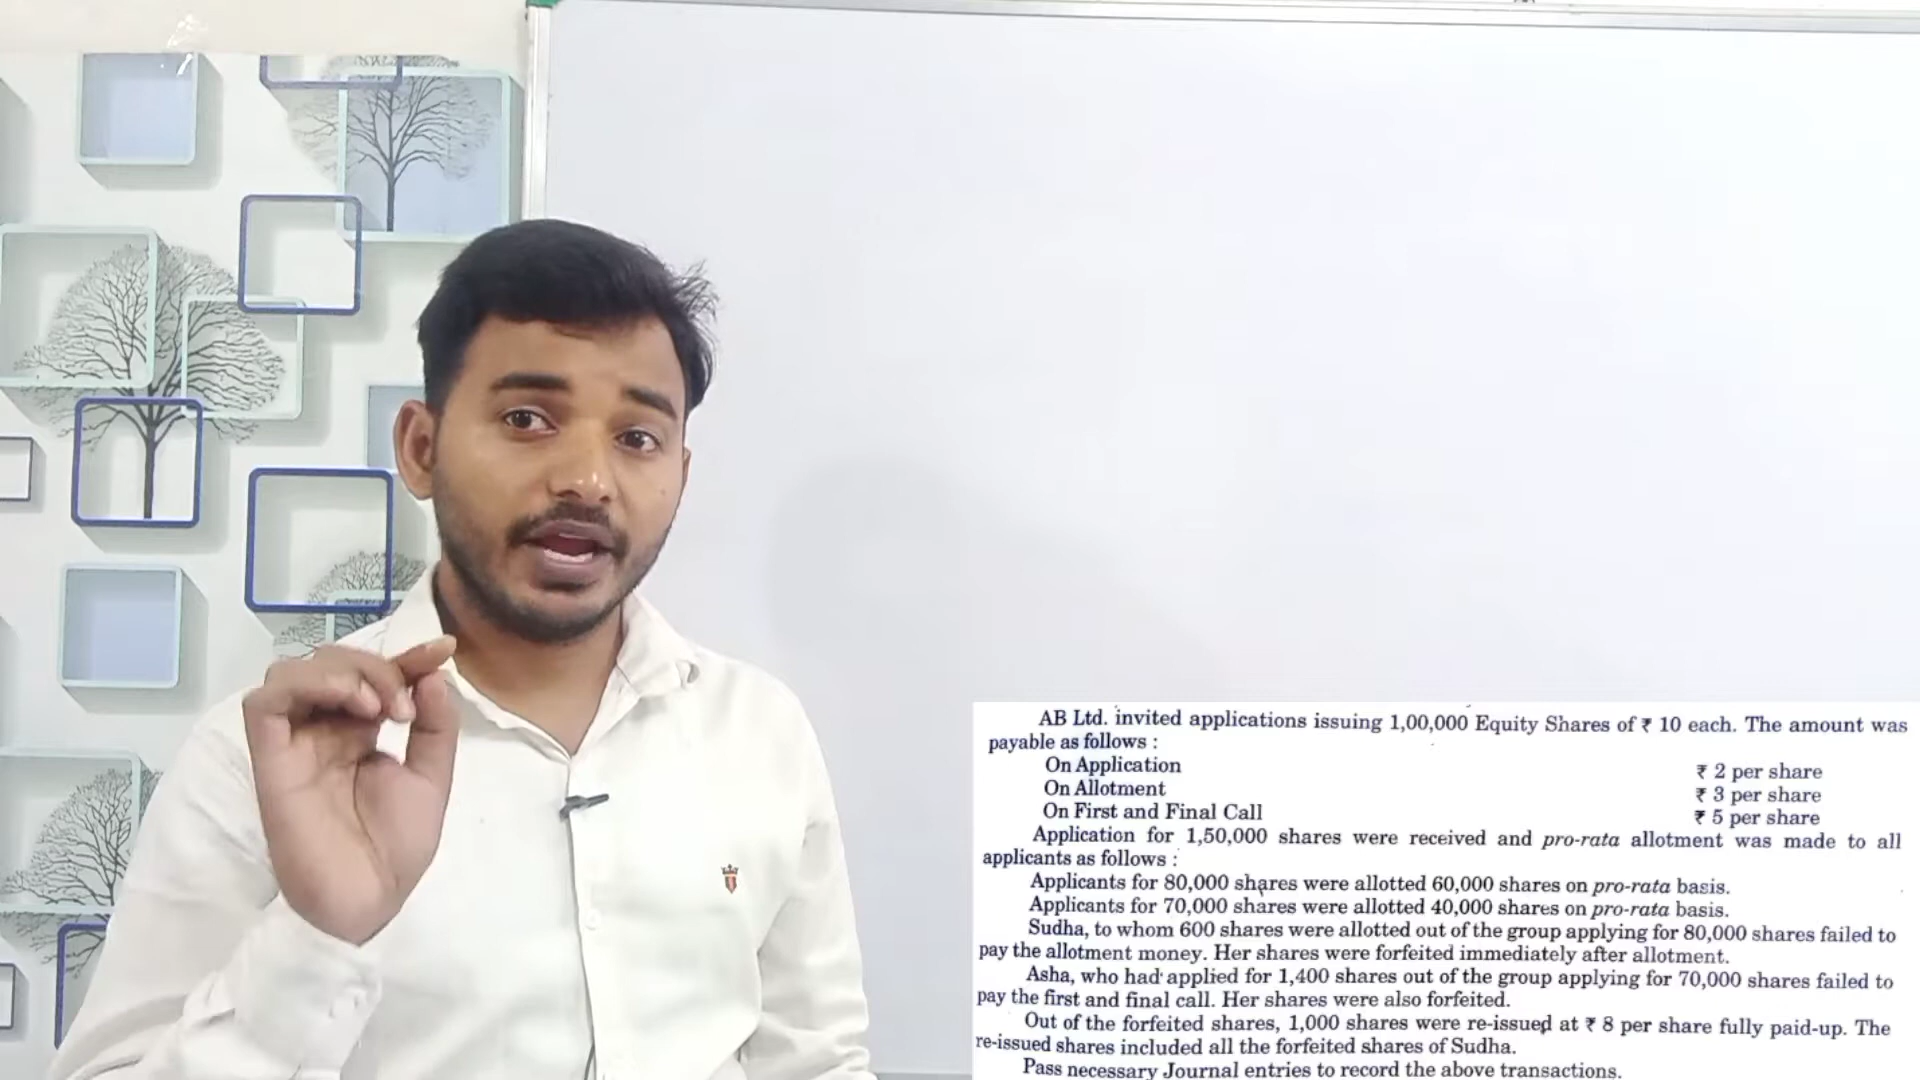 AB Ltd. invited applications issuing 1,00,000 Equity Shares of ₹ 10 each. The amount was
payable as follows :
On Application ₹ 2 per share
On Allotment ₹ 3 per share
On First and Final Call ₹ 5 per share
Application for 1,50,000 shares were received and pro-rata allotment was made to all
applicants as follows :
Applicants for 80,000 shares were allotted 60,000 shares on pro-rata basis.
Applicants for 70,000 shares were allotted 40,000 shares on pro-rata basis.
Sudha, to whom 600 shares were allotted out of the group applying for 80,000 shares failed to
pay the allotment money. Her shares were forfeited immediately after allotment.
Asha, who had applied for 1,400 shares out of the group applying for 70,000 shares failed to
pay the first and final call. Her shares were also forfeited.
Out of the forfeited shares, 1,000 shares were re-issued at ₹ 8 per share fully paid-up. The
re-issued shares included all the forfeited shares of Sudha.
Pass necessary Journal entries to record the above transactions.